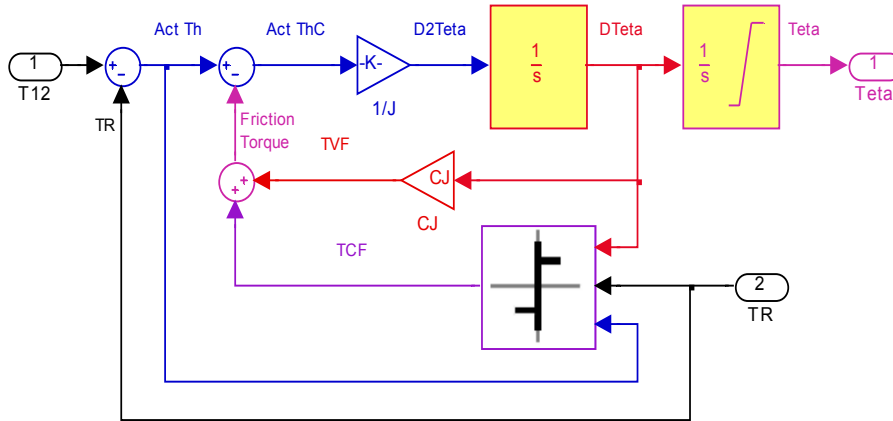 Act Th
Act ThC
D2Teta
DTeta
Teta
1
T12
+
-
+
-
-K-
1/J
1
s
1
s
1
Teta
TR
Friction
Torque
TVF
+
+
CJ
CJ
TCF
2
TR